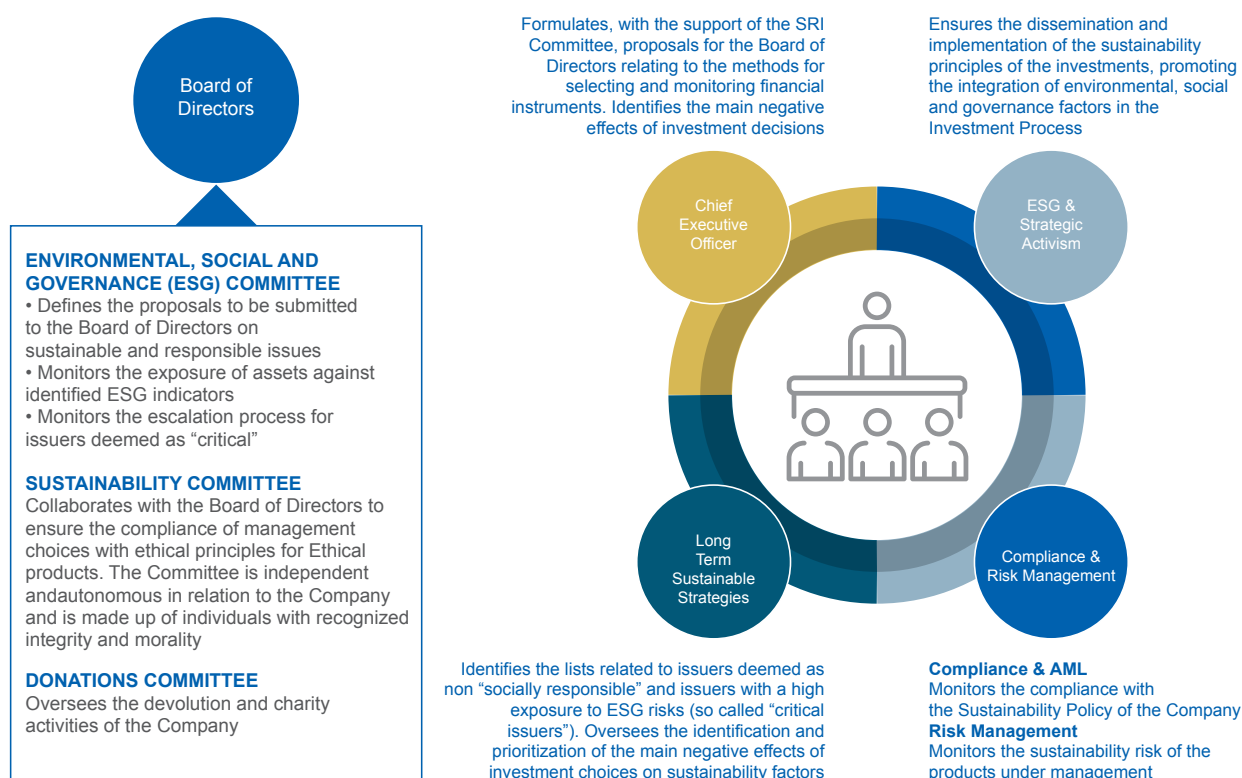 Board of
Directors
ENVIRONMENTAL, SOCIAL AND
GOVERNANCE (ESG) COMMITTEE
• Defines the proposals to be submitted
to the Board of Directors on
sustainable and responsible issues
• Monitors the exposure of assets against
identified ESG indicators
• Monitors the escalation process for
issuers deemed as “critical”
SUSTAINABILITY COMMITTEE
Collaborates with the Board of Directors to
ensure the compliance of management
choices with ethical principles for Ethical
products. The Committee is independent
andautonomous in relation to the Company
and is made up of individuals with recognized
integrity and morality
DONATIONS COMMITTEE
Oversees the devolution and charity
activities of the Company
Formulates, with the support of the SRI
Committee, proposals for the Board of
Directors relating to the methods for
selecting and monitoring financial
instruments. Identifies the main negative
effects of investment decisions
Ensures the dissemination and
implementation of the sustainability
principles of the investments, promoting
the integration of environmental, social
and governance factors in the
Investment Process
Chief
Executive
Officer
ESG &
Strategic
Activism
Long
Term
Sustainable
Strategies
Compliance &
Risk Management
Identifies the lists related to issuers deemed as
non “socially responsible” and issuers with a high
exposure to ESG risks (so called “critical
issuers”). Oversees the identification and
prioritization of the main negative effects of
investment choices on sustainability factors
Compliance & AML
Monitors the compliance with
the Sustainability Policy of the Company
Risk Management
Monitors the sustainability risk of the
products under management